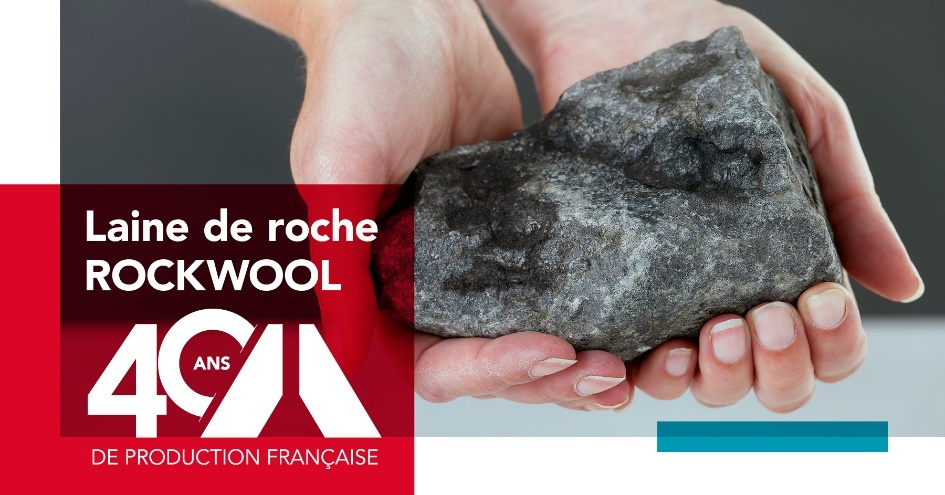 Laine de roche
ROCKWOOL
40 ANS
DE PRODUCTION FRANÇAISE